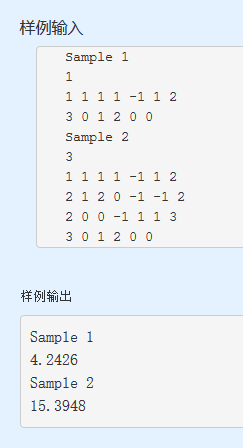 样例输入
Sample 1
1
1 1 1 1 -1 1 2
3 0 1 2 0 0
Sample 2
3
1 1 1 1 -1 1 2
2 1 2 0 -1 -1 2
2 0 0 -1 1 1 3
3 0 1 2 0 0
样例输出
Sample 1
4.2426
Sample 2
15.3948